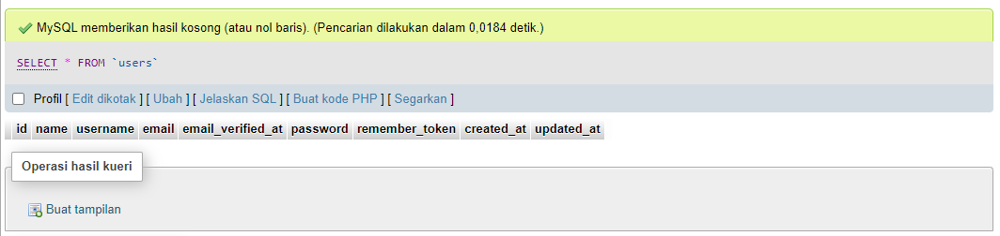 MySQL memberikan hasil kosong (atau nol baris). (Pencarian dilakukan dalam 0,0184 detik.)
SELECT * FROM `users`
Profil [ Edit dikotak ] [ Ubah ] [ Jelaskan SQL ] [ Buat kode PHP ] [ Segarkan ]
id name username email email_verified_at password remember_token created_at updated_at
Operasi hasil kueri
Buat tampilan